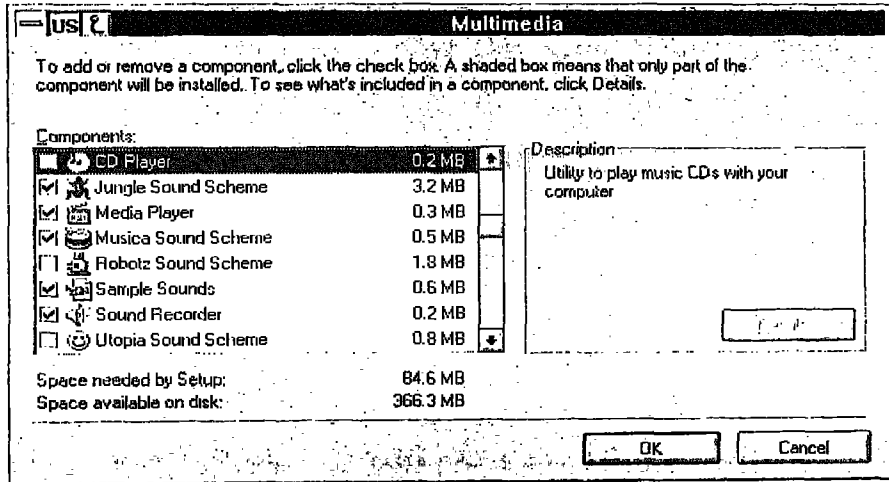 US
Multimedia
To add or remove a component, click the check box. A shaded box means that only part of the
component will be installed. To see what's included in a component, click Details.
Components:
CD Player 0.2 MB
Jungle Sound Scheme 3.2 MB
Media Player 0.3 MB
Musica Sound Scheme 0.5 MB
Robotz Sound Scheme 1.8 MB
Sample Sounds 0.6 MB
Sound Recorder 0.2 MB
Utopia Sound Scheme 0.8 MB
Description
Utility to play music CDs with your
computer
Space needed by Setup: 84.6 MB
Space available on disk: 366.3 MB
OK
Cancel